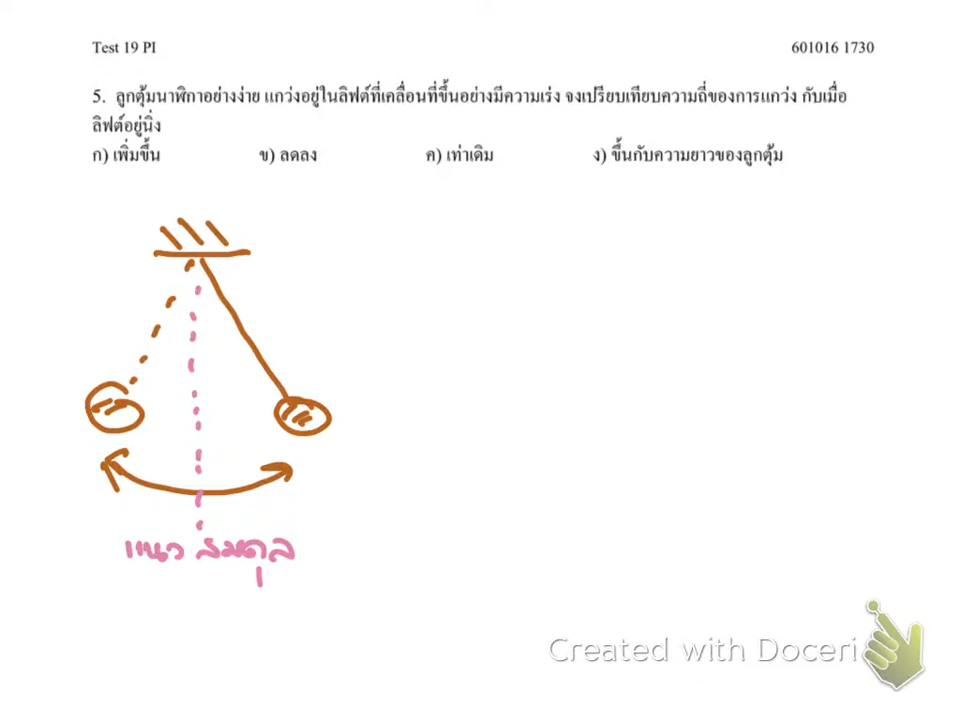 Test 19 PI 601016 1730
5. ลูกตุ้มนาฬิกาอย่างง่าย แกว่งอยู่ในลิฟต์ที่เคลื่อนที่ขึ้นอย่างมีความเร่ง จงเปรียบเทียบความถี่ของการแกว่ง กับเมื่อ
ลิฟต์อยู่นิ่ง
ก) เพิ่มขึ้น ข) ลดลง ค) เท่าเดิม ง) ขึ้นกับความยาวของลูกตุ้ม
แนว สมดุล
Created with Doceri